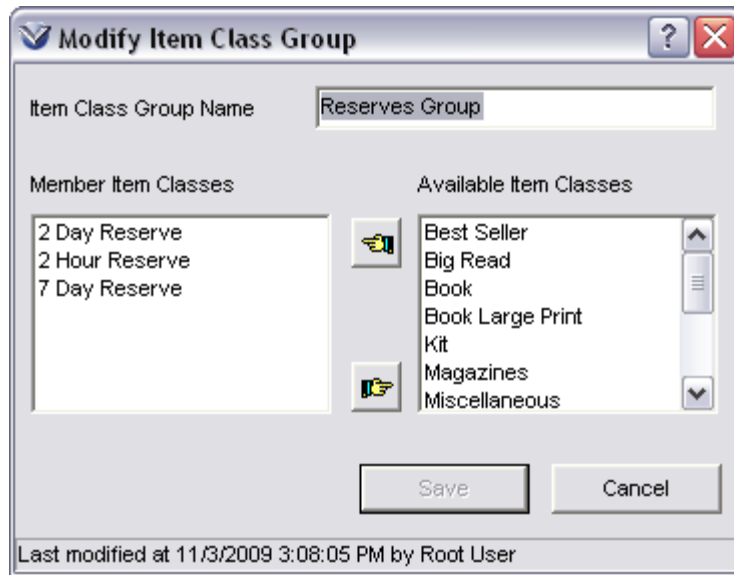 Modify Item Class Group
Item Class Group Name
Reserves Group
Member Item Classes
2 Day Reserve
2 Hour Reserve
7 Day Reserve
Available Item Classes
Best Seller
Big Read
Book
Book Large Print
Kit
Magazines
Miscellaneous
Save
Cancel
Last modified at 11/3/2009 3:08:05 PM by Root User